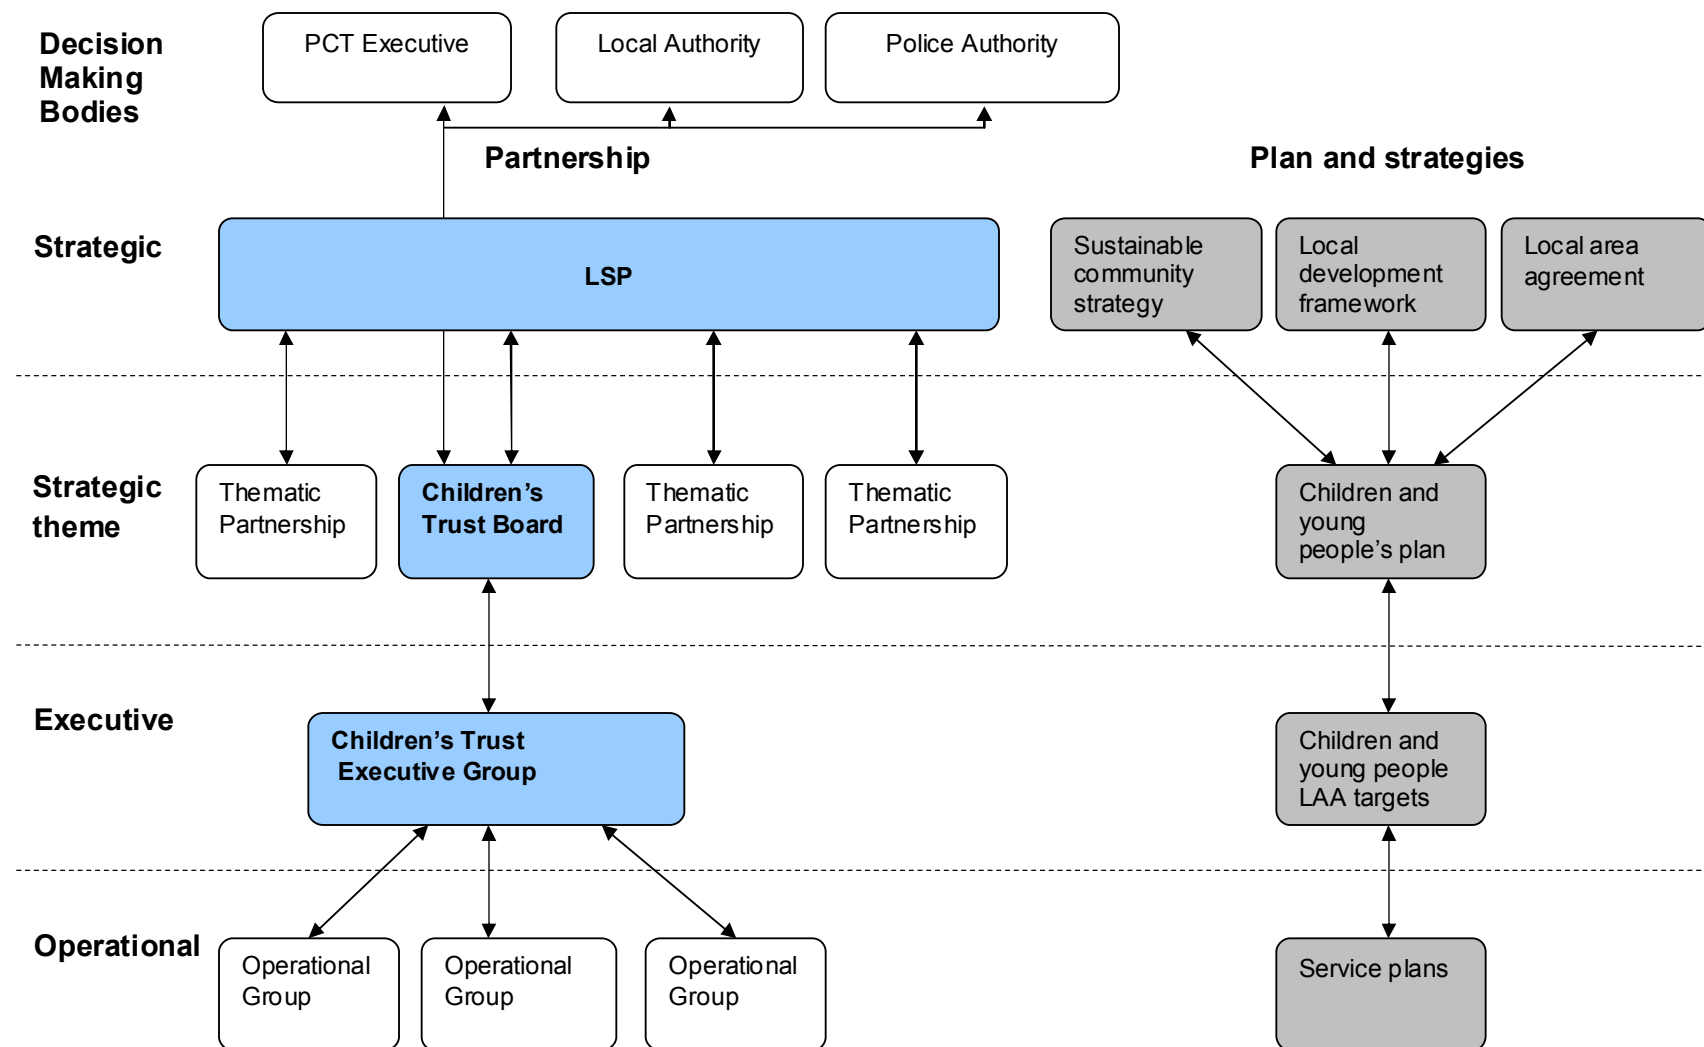 Decision
Making
Bodies
PCT Executive
Local Authority
Police Authority
Partnership
Plan and strategies
Strategic
LSP
Sustainable
community
strategy
Local
development
framework
Local area
agreement
Strategic
theme
Thematic
Partnership
Children’s
Trust Board
Thematic
Partnership
Thematic
Partnership
Children and
young
people’s plan
Executive
Children’s Trust
Executive Group
Children and
young people
LAA targets
Operational
Operational
Group
Operational
Group
Operational
Group
Service plans